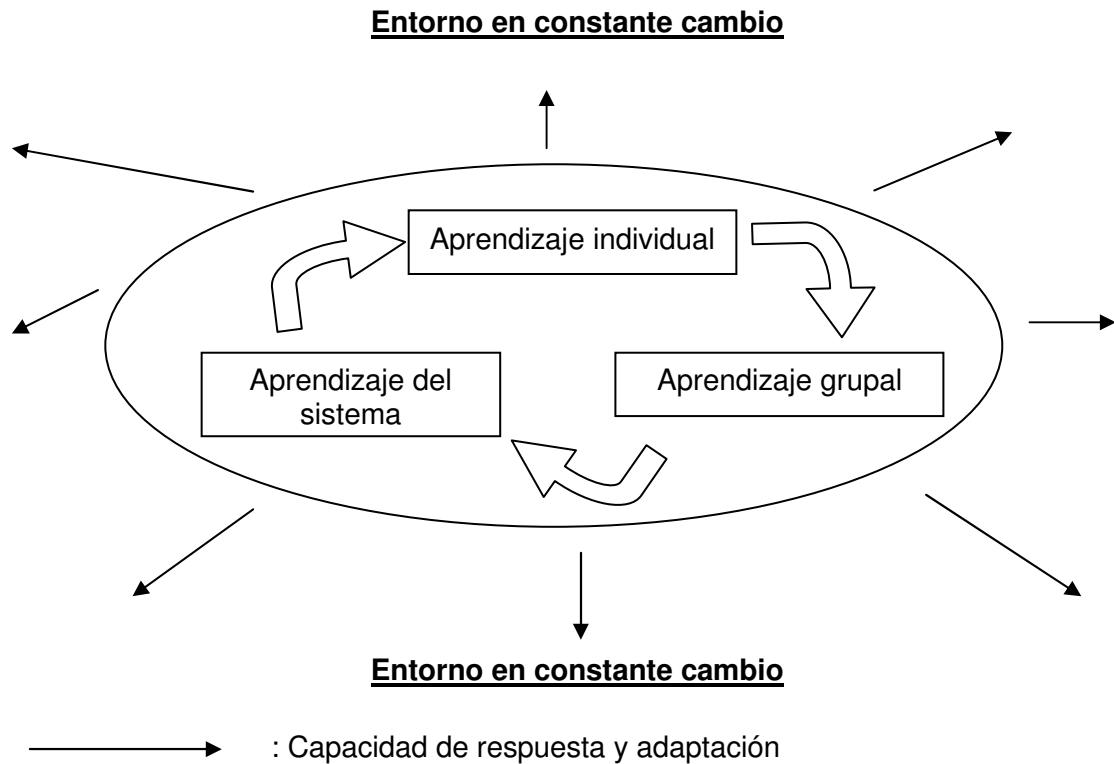 Entorno en constante cambio
Aprendizaje individual
Aprendizaje del
sistema
Aprendizaje grupal
Entorno en constante cambio
: Capacidad de respuesta y adaptación